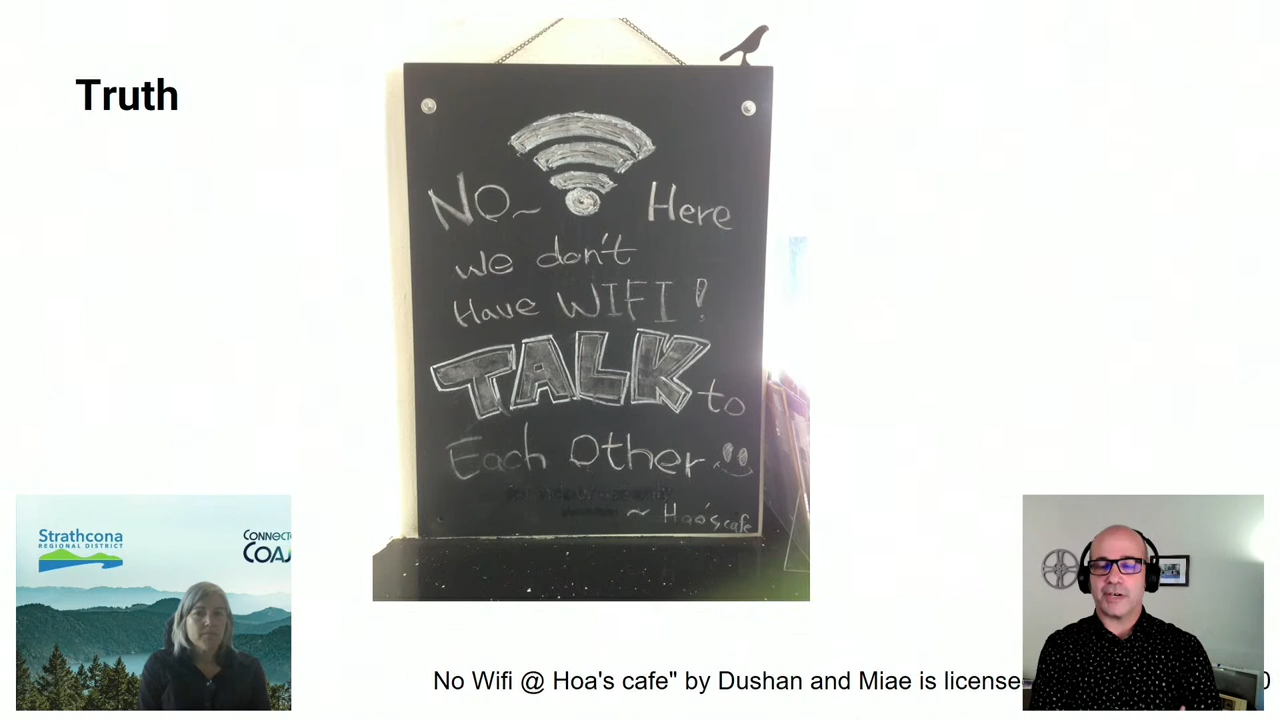 Truth
NO~ Here
we don't
Have WIFI!
TALK to
Each Other
~ Hoa's cafe
Strathcona
REGIONAL DISTRICT
No Wifi @ Hoa's cafe" by Dushan and Miae is license
0